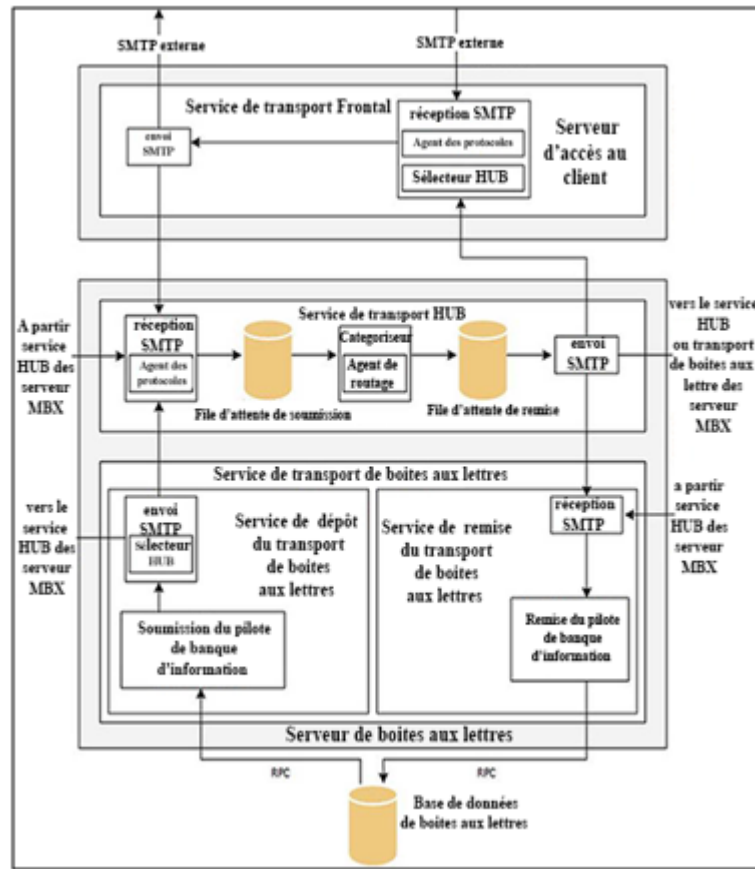 SMTP externe
SMTP externe
Service de transport Frontal
réception SMTP
Agent des protocoles
Sélecteur HUB
envoi
SMTP
Serveur
d'accès au
client
A partir
service
HUB des
serveur
MBX
Service de transport HUB
réception
SMTP
Agent des
protocoles
File d'attente de soumission
Categoriseur
Agent de
routage
File d'attente de remise
envoi
SMTP
vers le service
HUB
ou transport
de boites aux
lettre des
serveur
MBX
Service de transport de boites aux lettres
vers le
service
HUB des
serveur
MBX
envoi
SMTP
sélecteur
HUB
Service de dépôt
du transport
de boites
aux lettres
Soumission du pilote
de banque
d'information
Service de remise
du transport
de boites
aux lettres
réception
SMTP
a partir
service
HUB des
serveur
MBX
Remise du pilote
de banque
d'information
Serveur de boites aux lettres
RPC
RPC
Base de données
de boites aux lettres